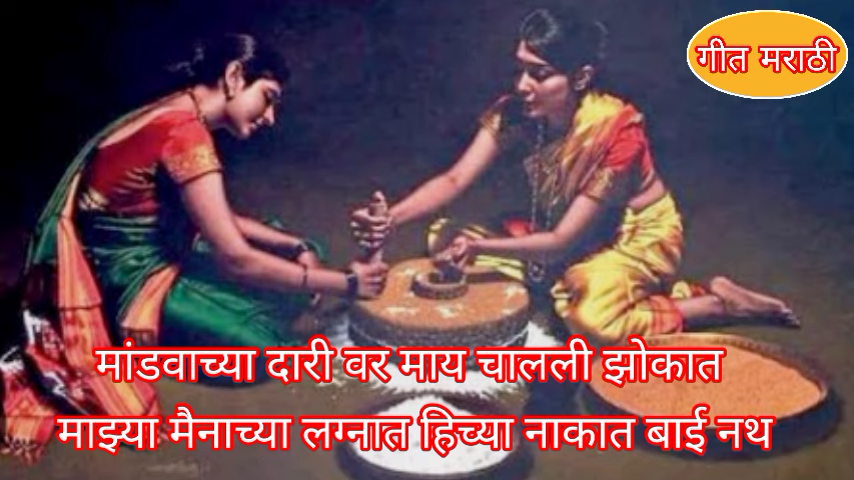 गीत मराठी
मांडवाच्या दारी वर माय चालली झोकात
माझ्या मैनाच्या लग्नात हिच्या नाकात बाई नथ